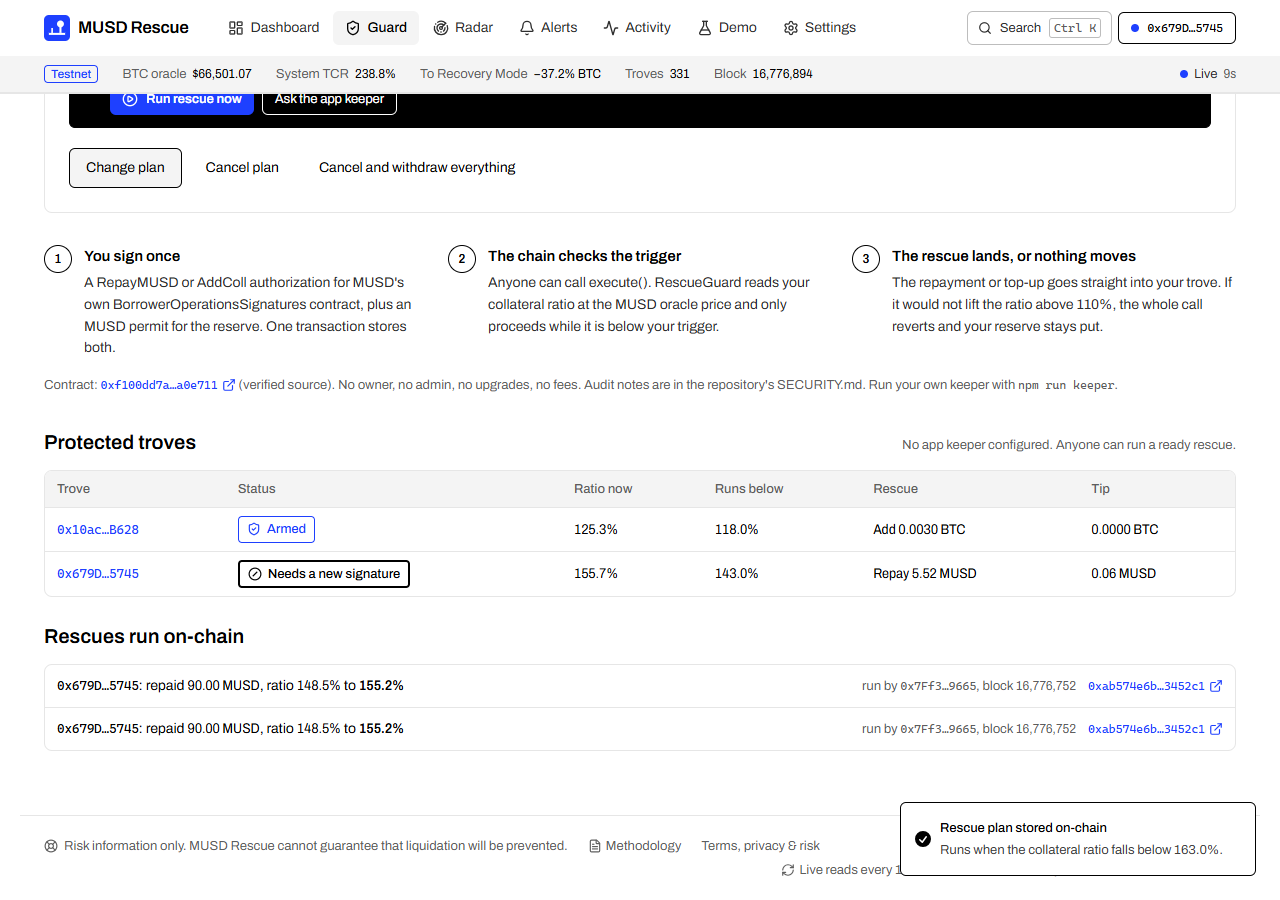 MUSD Rescue Dashboard Guard Radar Alerts Activity Demo Settings Search Ctrl K 0x679D…5745
Testnet BTC oracle $66,501.07 System TCR 238.8% To Recovery Mode −37.2% BTC Troves 331 Block 16,776,894 Live 9s
Run rescue now Ask the app keeper
Change plan Cancel plan Cancel and withdraw everything
1 You sign once
A RepayMUSD or AddColl authorization for MUSD's
own BorrowerOperationsSignatures contract, plus an
MUSD permit for the reserve. One transaction stores
both.
2 The chain checks the trigger
Anyone can call execute(). RescueGuard reads your
collateral ratio at the MUSD oracle price and only
proceeds while it is below your trigger.
3 The rescue lands, or nothing moves
The repayment or top-up goes straight into your trove. If
it would not lift the ratio above 110%, the whole call
reverts and your reserve stays put.
Contract: 0xf100dd7a…a0e711 (verified source). No owner, no admin, no upgrades, no fees. Audit notes are in the repository's SECURITY.md. Run your own keeper with npm run keeper.
Protected troves No app keeper configured. Anyone can run a ready rescue.
Trove Status Ratio now Runs below Rescue Tip
0x10ac…B628 Armed 125.3% 118.0% Add 0.0030 BTC 0.0000 BTC
0x679D…5745 Needs a new signature 155.7% 143.0% Repay 5.52 MUSD 0.06 MUSD
Rescues run on-chain
0x679D…5745: repaid 90.00 MUSD, ratio 148.5% to 155.2% run by 0x7Ff3…9665, block 16,776,752 0xab574e6b…3452c1
0x679D…5745: repaid 90.00 MUSD, ratio 148.5% to 155.2% run by 0x7Ff3…9665, block 16,776,752 0xab574e6b…3452c1
Risk information only. MUSD Rescue cannot guarantee that liquidation will be prevented. Methodology Terms, privacy & risk
Live reads every
Rescue plan stored on-chain
Runs when the collateral ratio falls below 163.0%.